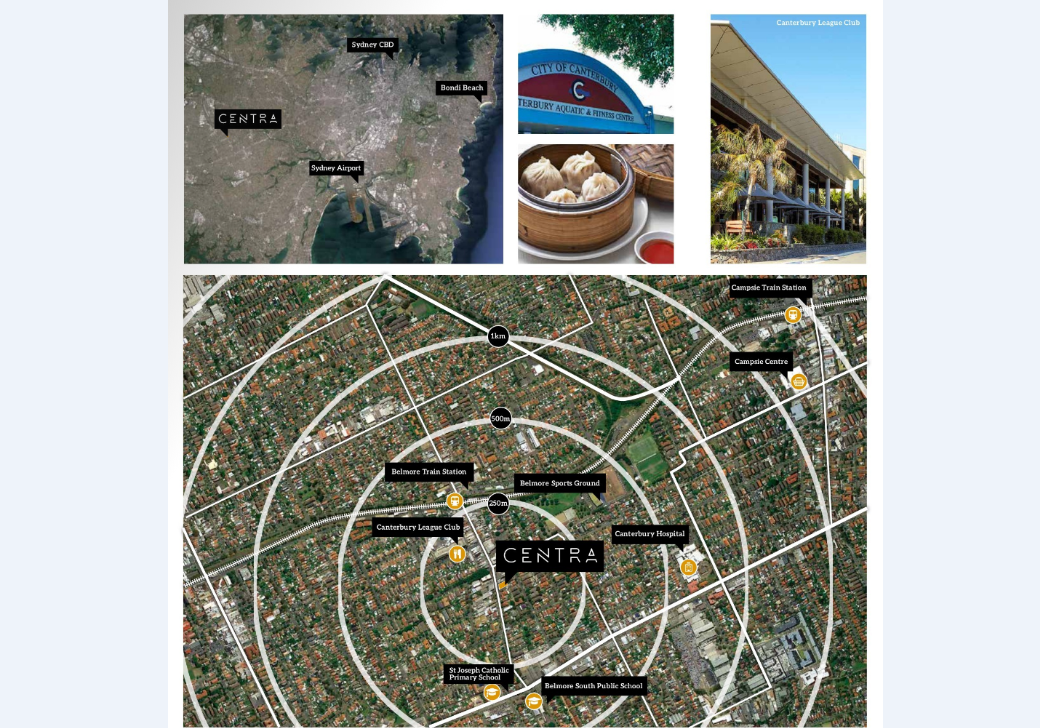 Sydney CBD
Bondi Beach
CENTRA
Sydney Airport
CITY OF CANTERBURY
C
TERBURY AQUATIC & FITNESS CENTRE
Canterbury League Club
Campsie Train Station
1km
Campsie Centre
500m
Belmore Train Station
Belmore Sports Ground
250m
Canterbury League Club
Canterbury Hospital
CENTRA
St Joseph Catholic
Primary School
Belmore South Public School